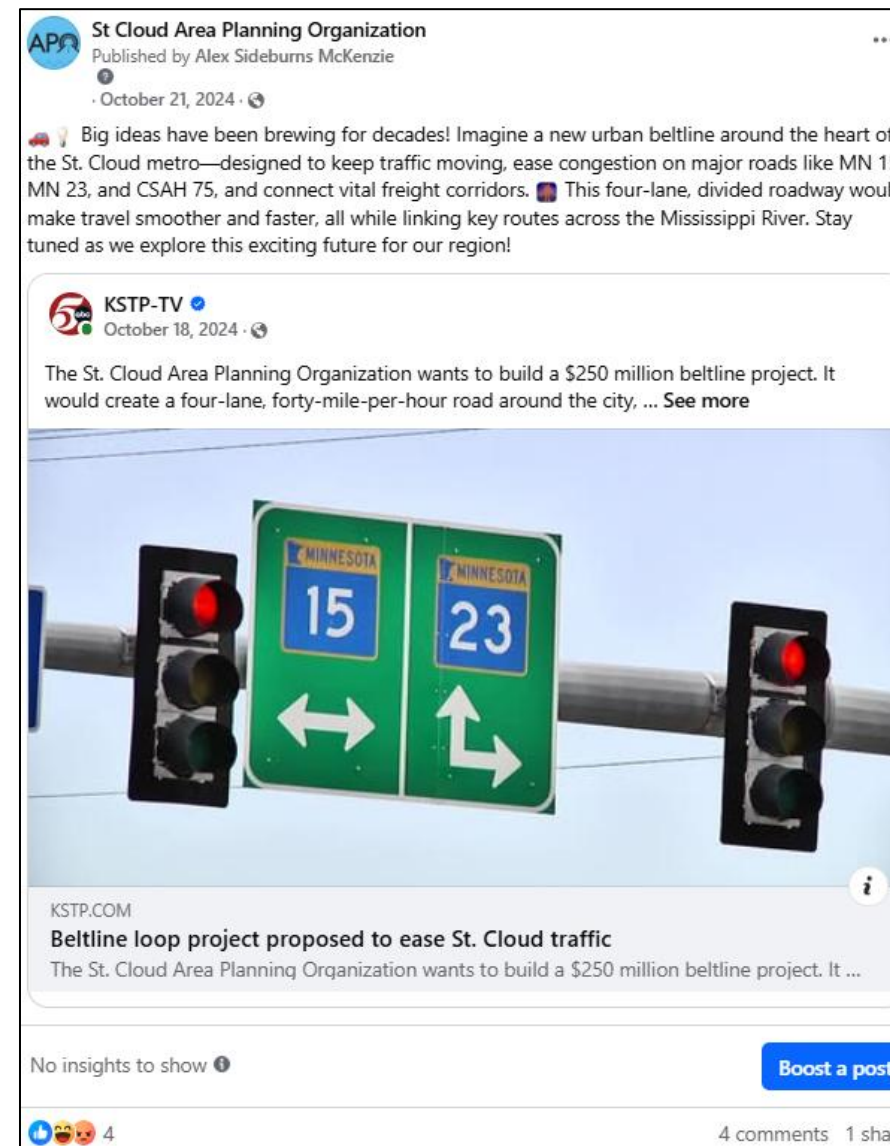 APO
St Cloud Area Planning Organization
Published by Alex Sideburns McKenzie
· October 21, 2024 ·
Big ideas have been brewing for decades! Imagine a new urban beltline around the heart of
the St. Cloud metro—designed to keep traffic moving, ease congestion on major roads like MN 1
MN 23, and CSAH 75, and connect vital freight corridors. This four-lane, divided roadway woul
make travel smoother and faster, all while linking key routes across the Mississippi River. Stay
tuned as we explore this exciting future for our region!
5 abc
KSTP-TV
October 18, 2024 ·
The St. Cloud Area Planning Organization wants to build a $250 million beltline project. It
would create a four-lane, forty-mile-per-hour road around the city, ... See more
MINNESOTA
15
MINNESOTA
23
KSTP.COM
Beltline loop project proposed to ease St. Cloud traffic
The St. Cloud Area Planning Organization wants to build a $250 million beltline project. It ...
No insights to show
Boost a post
4
4 comments 1 sha